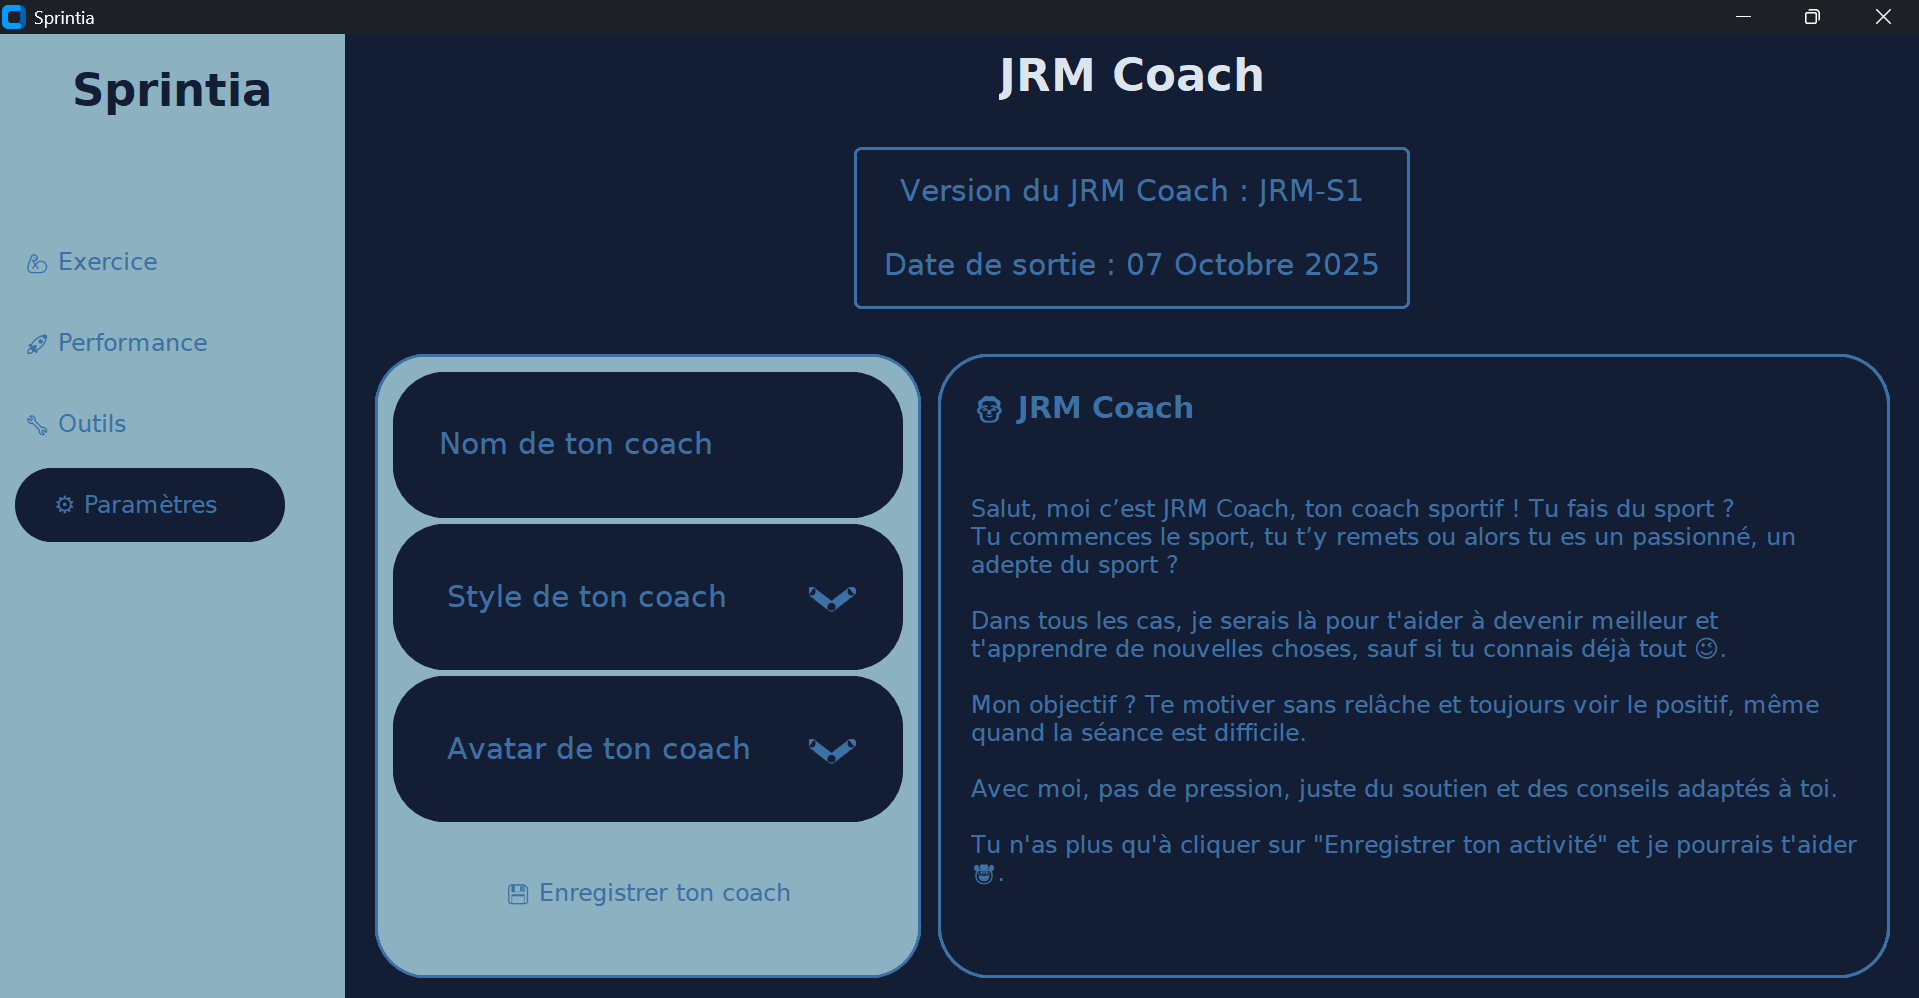 Sprintia
Sprintia
Exercice
Performance
Outils
⚙ Paramètres
JRM Coach
Version du JRM Coach : JRM-S1
Date de sortie : 07 Octobre 2025
Nom de ton coach
Style de ton coach
Avatar de ton coach
💾 Enregistrer ton coach
JRM Coach
Salut, moi c’est JRM Coach, ton coach sportif ! Tu fais du sport ?
Tu commences le sport, tu t’y remets ou alors tu es un passionné, un
adepte du sport ?
Dans tous les cas, je serais là pour t'aider à devenir meilleur et
t'apprendre de nouvelles choses, sauf si tu connais déjà tout 😉.
Mon objectif ? Te motiver sans relâche et toujours voir le positif, même
quand la séance est difficile.
Avec moi, pas de pression, juste du soutien et des conseils adaptés à toi.
Tu n'as plus qu'à cliquer sur "Enregistrer ton activité" et je pourrais t'aider
.